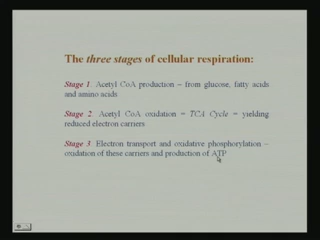 The three stages of cellular respiration:
Stage 1. Acetyl CoA production – from glucose, fatty acids
and amino acids
Stage 2. Acetyl CoA oxidation = TCA Cycle = yielding
reduced electron carriers
Stage 3. Electron transport and oxidative phosphorylation –
oxidation of these carriers and production of ATP